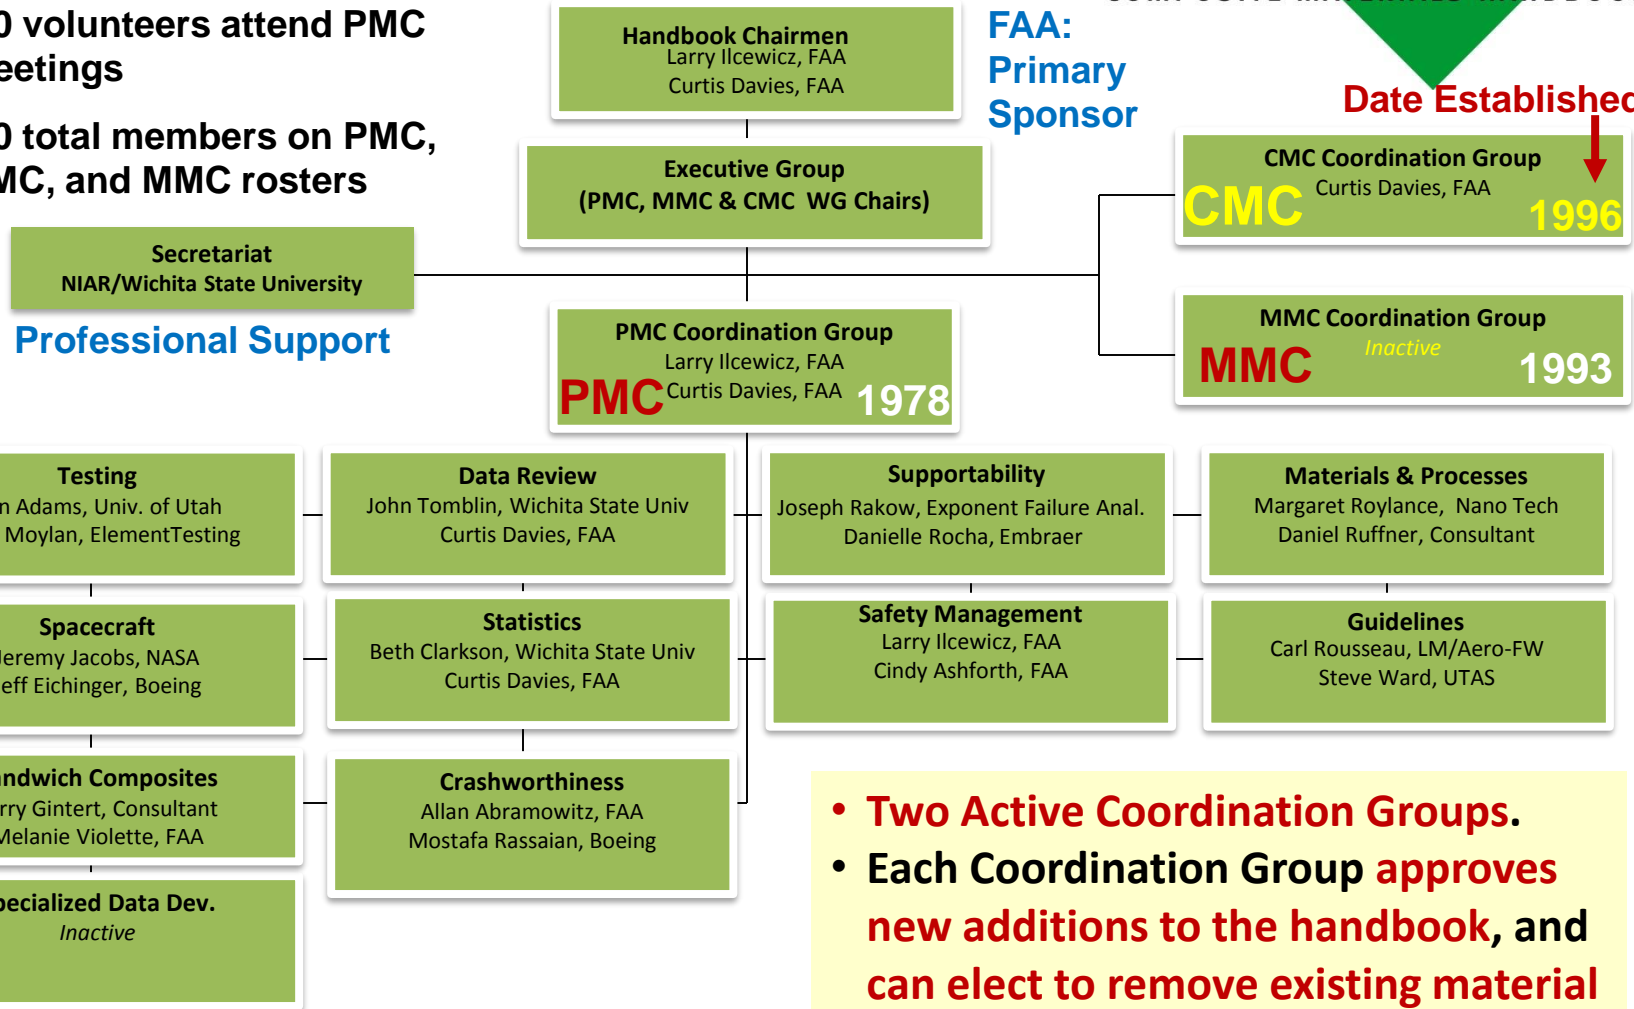 0 volunteers attend PMC
eetings
0 total members on PMC,
MC, and MMC rosters
Handbook Chairmen
Larry Ilcewicz, FAA
Curtis Davies, FAA
FAA:
Primary
Sponsor
Date Established
Executive Group
(PMC, MMC & CMC WG Chairs)
CMC Coordination Group
Curtis Davies, FAA
CMC
1996
Secretariat
NIAR/Wichita State University
Professional Support
PMC Coordination Group
Larry Ilcewicz, FAA
Curtis Davies, FAA
PMC
1978
MMC Coordination Group
Inactive
MMC
1993
Testing
n Adams, Univ. of Utah
Moylan, ElementTesting
Data Review
John Tomblin, Wichita State Univ
Curtis Davies, FAA
Supportability
Joseph Rakow, Exponent Failure Anal.
Danielle Rocha, Embraer
Materials & Processes
Margaret Roylance, Nano Tech
Daniel Ruffner, Consultant
Spacecraft
Jeremy Jacobs, NASA
eff Eichinger, Boeing
Statistics
Beth Clarkson, Wichita State Univ
Curtis Davies, FAA
Safety Management
Larry Ilcewicz, FAA
Cindy Ashforth, FAA
Guidelines
Carl Rousseau, LM/Aero-FW
Steve Ward, UTAS
andwich Composites
rry Gintert, Consultant
Melanie Violette, FAA
Crashworthiness
Allan Abramowitz, FAA
Mostafa Rassaian, Boeing
pecialized Data Dev.
Inactive
• Two Active Coordination Groups.
• Each Coordination Group approves
new additions to the handbook, and
can elect to remove existing material